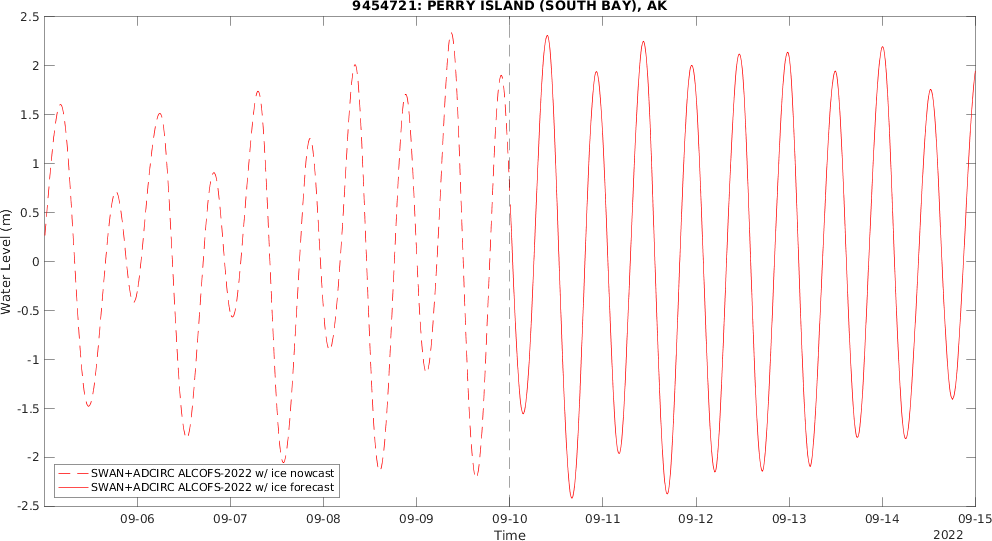 9454721: PERRY ISLAND (SOUTH BAY), AK
2.5
2
1.5
1
0.5
0
-0.5
-1
-1.5
-2
-2.5
Water Level (m)
SWAN+ADCIRC ALCOFS-2022 w/ ice nowcast
SWAN+ADCIRC ALCOFS-2022 w/ ice forecast
09-06 09-07 09-08 09-09 09-10 09-11 09-12 09-13 09-14 09-15
Time
2022